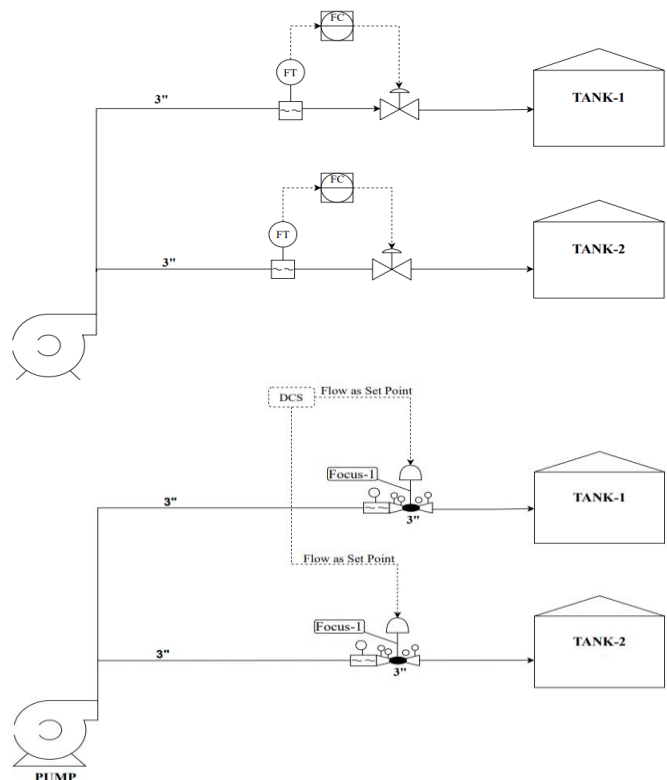 FC
FT
3"
TANK-1
FC
FT
3"
TANK-2
DCS
Flow as Set Point
Focus-1
3"
3"
TANK-1
Flow as Set Point
Focus-1
3"
3"
TANK-2
PUMP